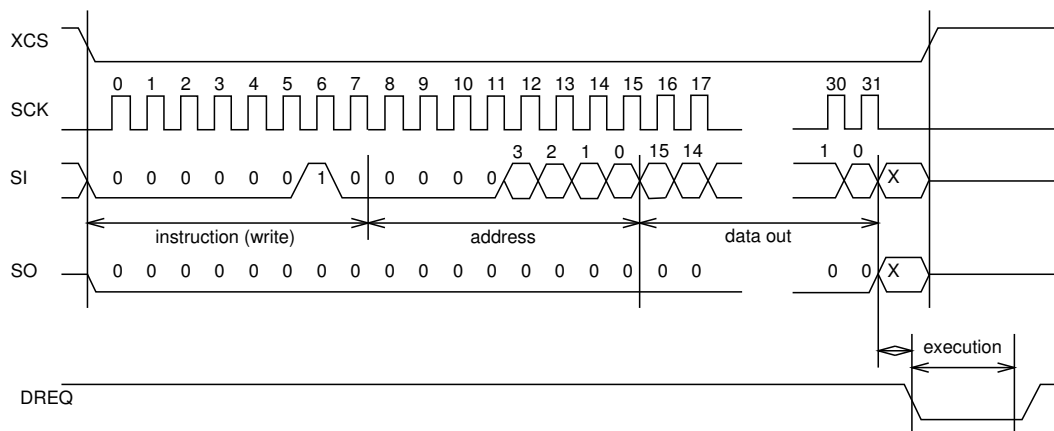 XCS
0 1 2 3 4 5 6 7 8 9 10 11 12 13 14 15 16 17 30 31
SCK
3 2 1 0 15 14 1 0
SI 0 0 0 0 0 0 1 0 0 0 0 0 X
instruction (write) address data out
SO 0 0 0 0 0 0 0 0 0 0 0 0 0 0 0 0 0 0 0 0 X
execution
DREQ